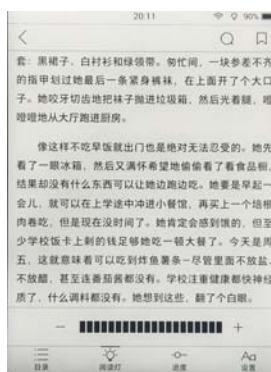 20:11 90%
套：黑裙子、白衬衫和绿领带。匆忙间，一块参差不齐
的指甲划过她最后一条紧身裤袜，在上面开了个大口
子。她咬牙切齿地把袜子抛进垃圾箱，然后光着腿，噔
噔噔地从大厅跑进厨房。
像这样不吃早饭就出门也是绝对无法忍受的。她先
看了一眼冰箱，然后又满怀希望地偷偷看了看食品橱，
结果却没有什么东西可以让她边跑边吃。她要是早起一
会儿，就可以在上学途中冲进小餐馆，再买上一个培根
肉卷吃，但是现在没时间了。她肯定会感到饿的，但至
少学校饭卡上剩的钱足够她吃一顿大餐了。今天是周
五，这就意味着可以吃到炸鱼薯条－尽管里面不放盐、
不放醋，甚至连番茄酱都没有。学校注重健康都快神经
质了，什么调料都没有。她想到这些，翻了个白眼。
－ ＋
目录 阅读灯 进度 设置